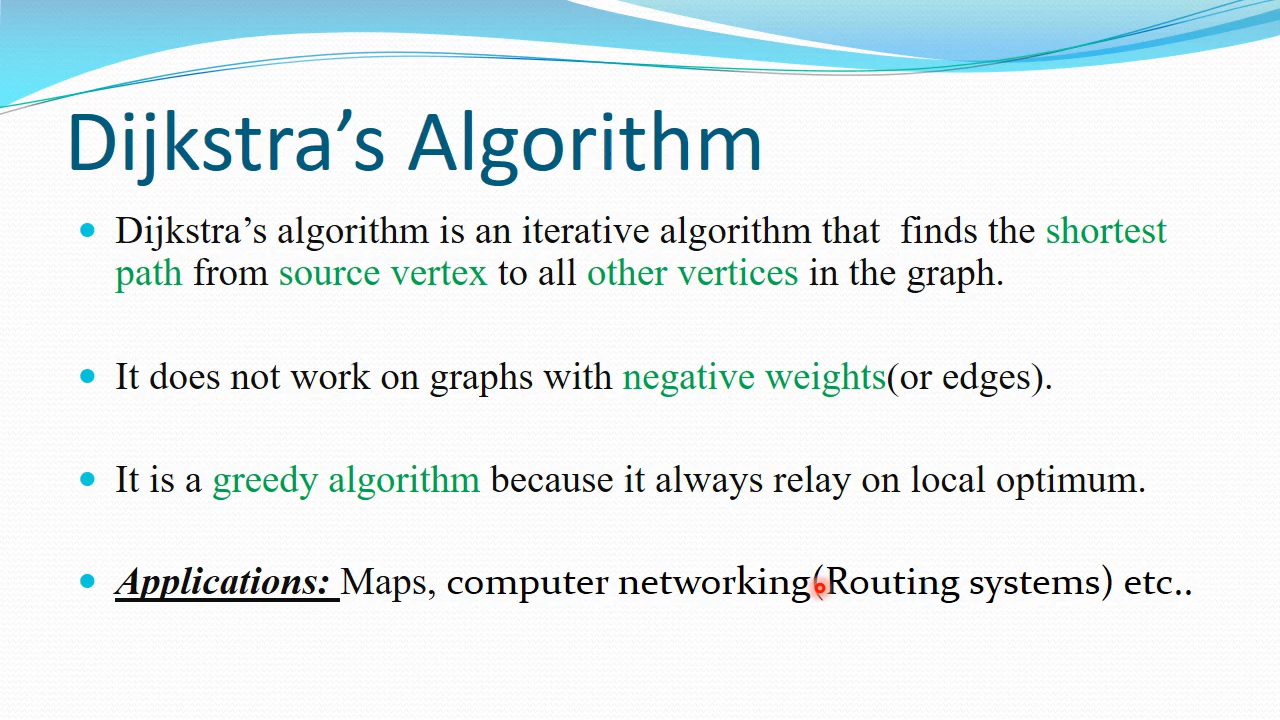 Dijkstra’s Algorithm
• Dijkstra’s algorithm is an iterative algorithm that  finds the shortest
path from source vertex to all other vertices in the graph.
• It does not work on graphs with negative weights(or edges).
• It is a greedy algorithm because it always relay on local optimum.
• Applications: Maps, computer networking(Routing systems) etc..